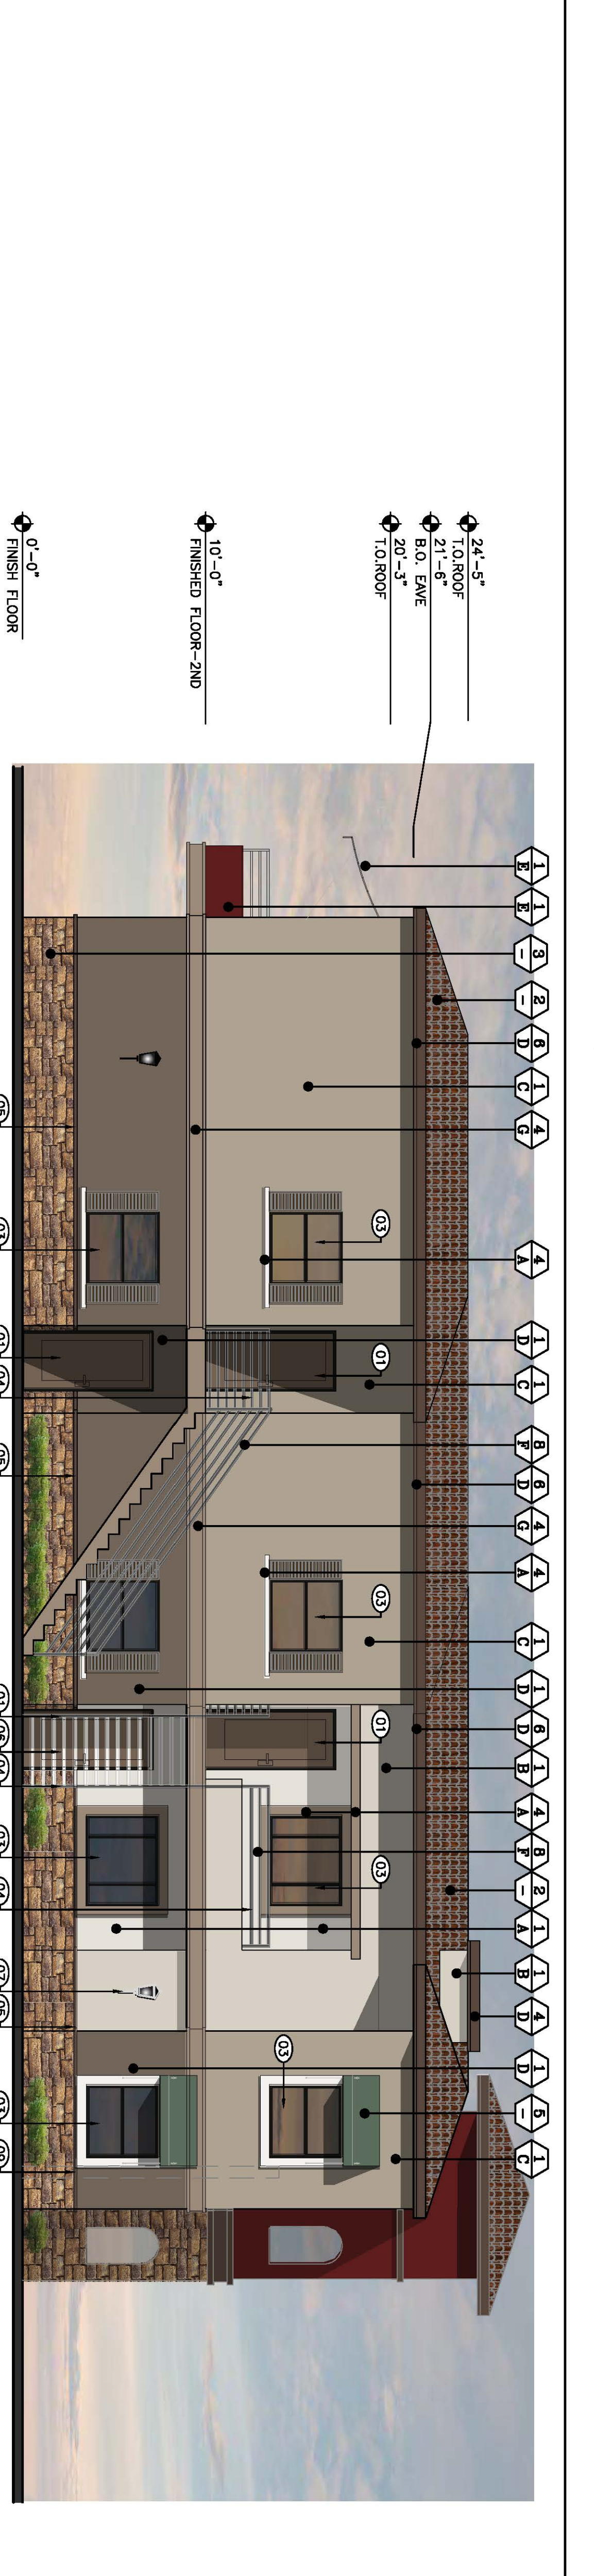 1 E
1 E
3 -
2 -
6 D
1 C
4 G
4 A
1 D
1 C
8 F
6 D
4 G
4 A
1 C
1 D
6 D
1 B
4 A
8 F
2 -
1 A
1 B
4 D
1 D
5 -
1 C
24'-5"
T.O.ROOF
21'-6"
B.O. EAVE
20'-3"
T.O.ROOF
10'-0"
FINISHED FLOOR-2ND
0'-0"
FINISH FLOOR
03
01
03
01
03
03